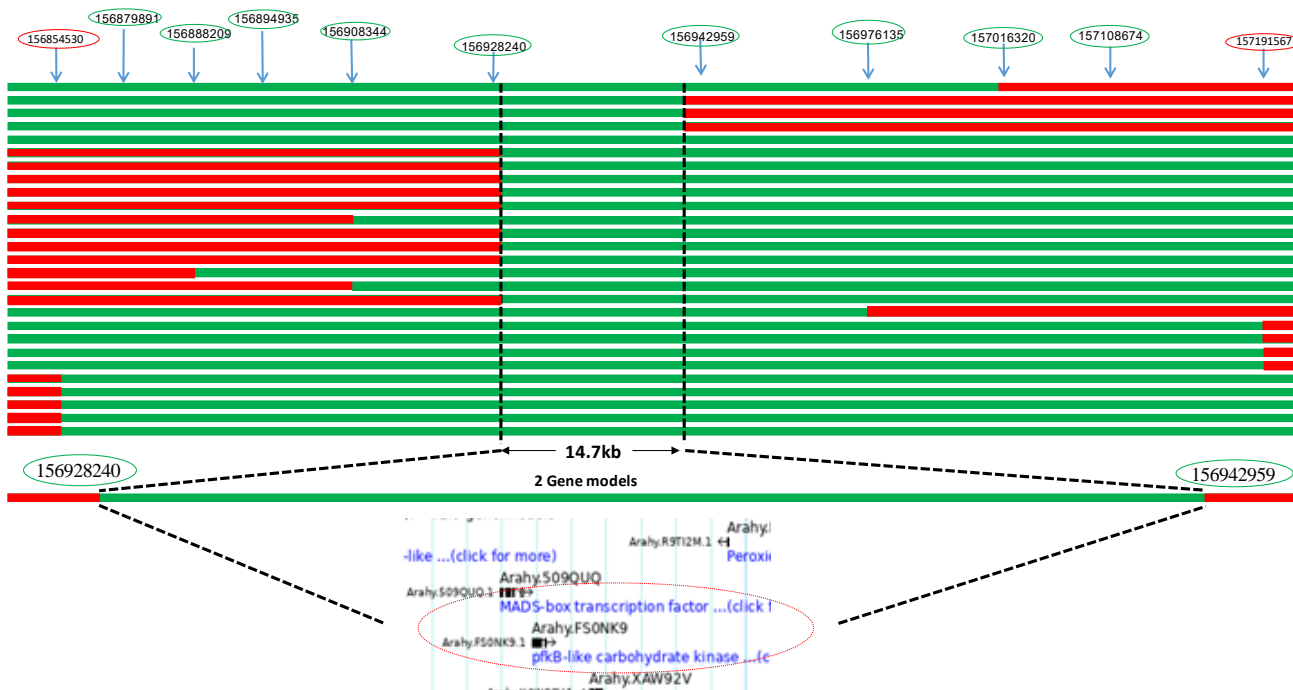 156854530
156879891
156888209
156894935
156908344
156928240
156942959
156976135
157016320
157108674
157191567
14.7kb
156928240
156942959
2 Gene models
Arahy.
Arahy.R9TI2M.1
-like ...(click for more)
Peroxi
Arahy.S09QUQ
Arahy.S09QUQ.1
MADS-box transcription factor ...(click
Arahy.FS0NK9
Arahy.FS0NK9.1
pfkB-like carbohydrate kinase ...(c
Arahy.XAW92V